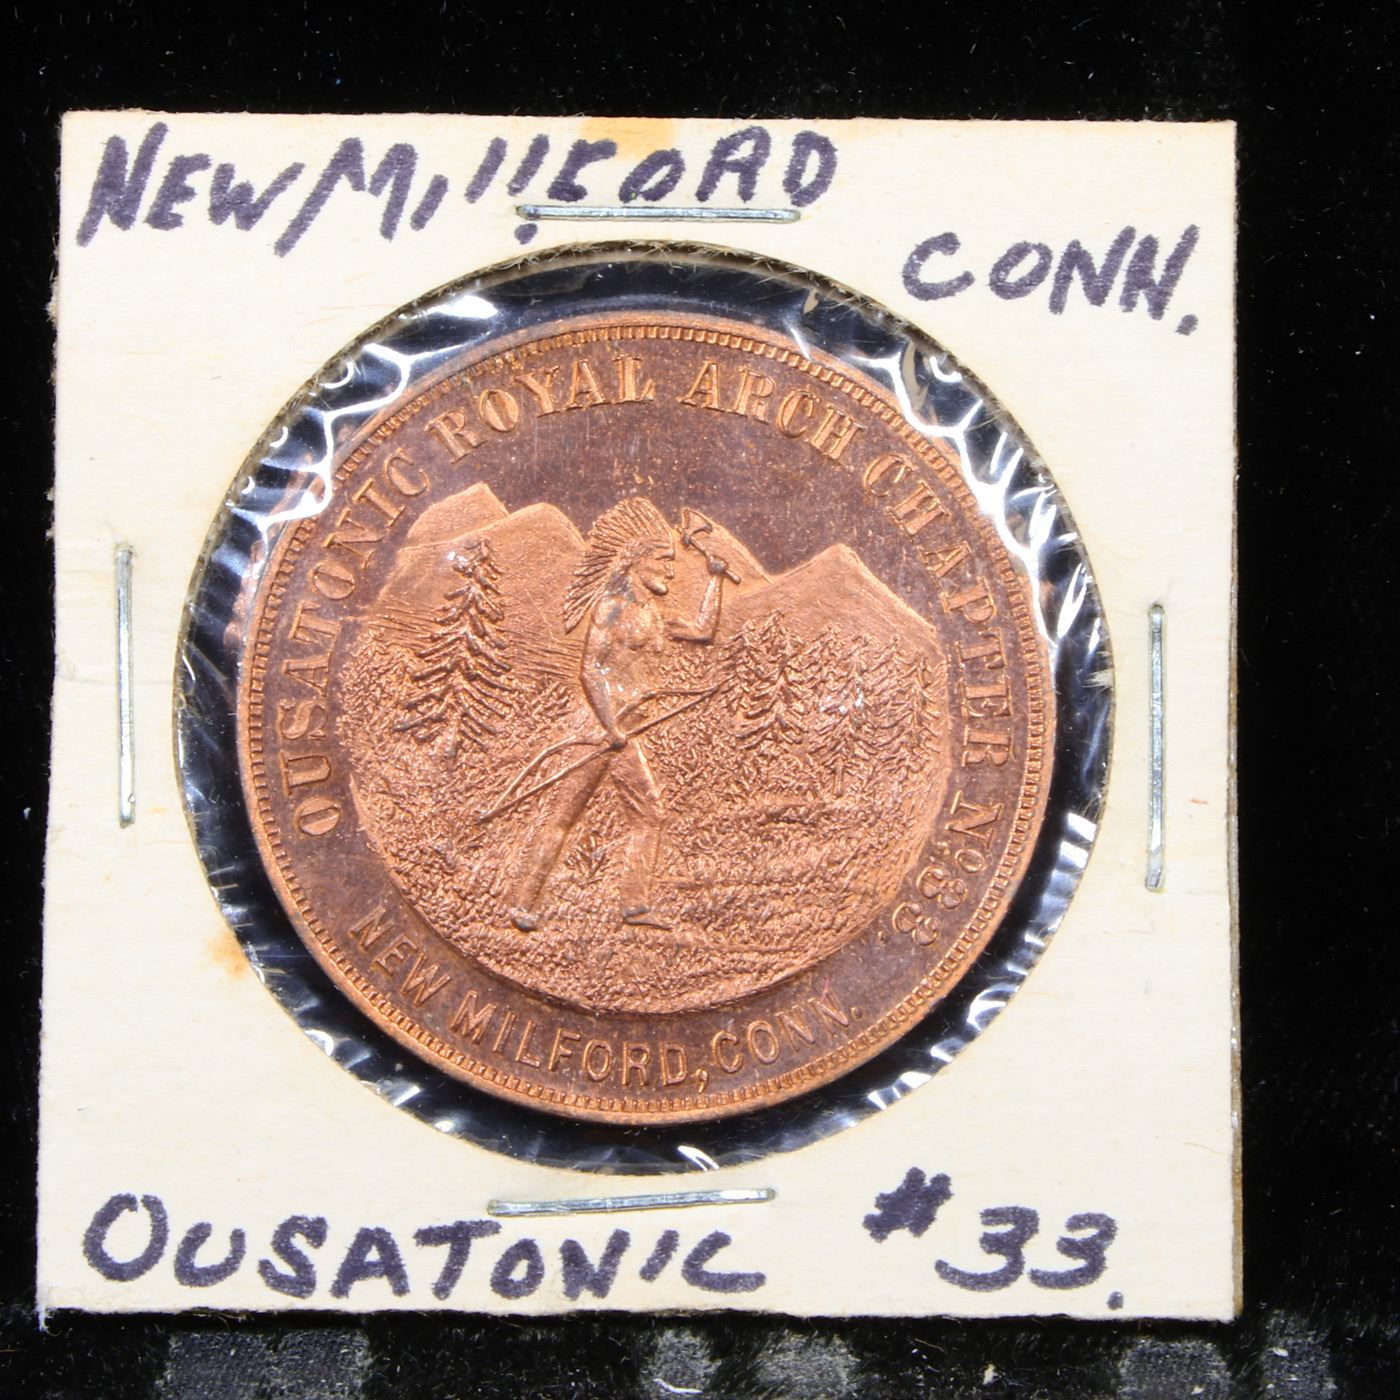 NEW MILFORD
CONN.
OUSATONIC ROYAL ARCH CHAPTER NO. 33.
NEW MILFORD, CONN.
OUSATONIC #33.